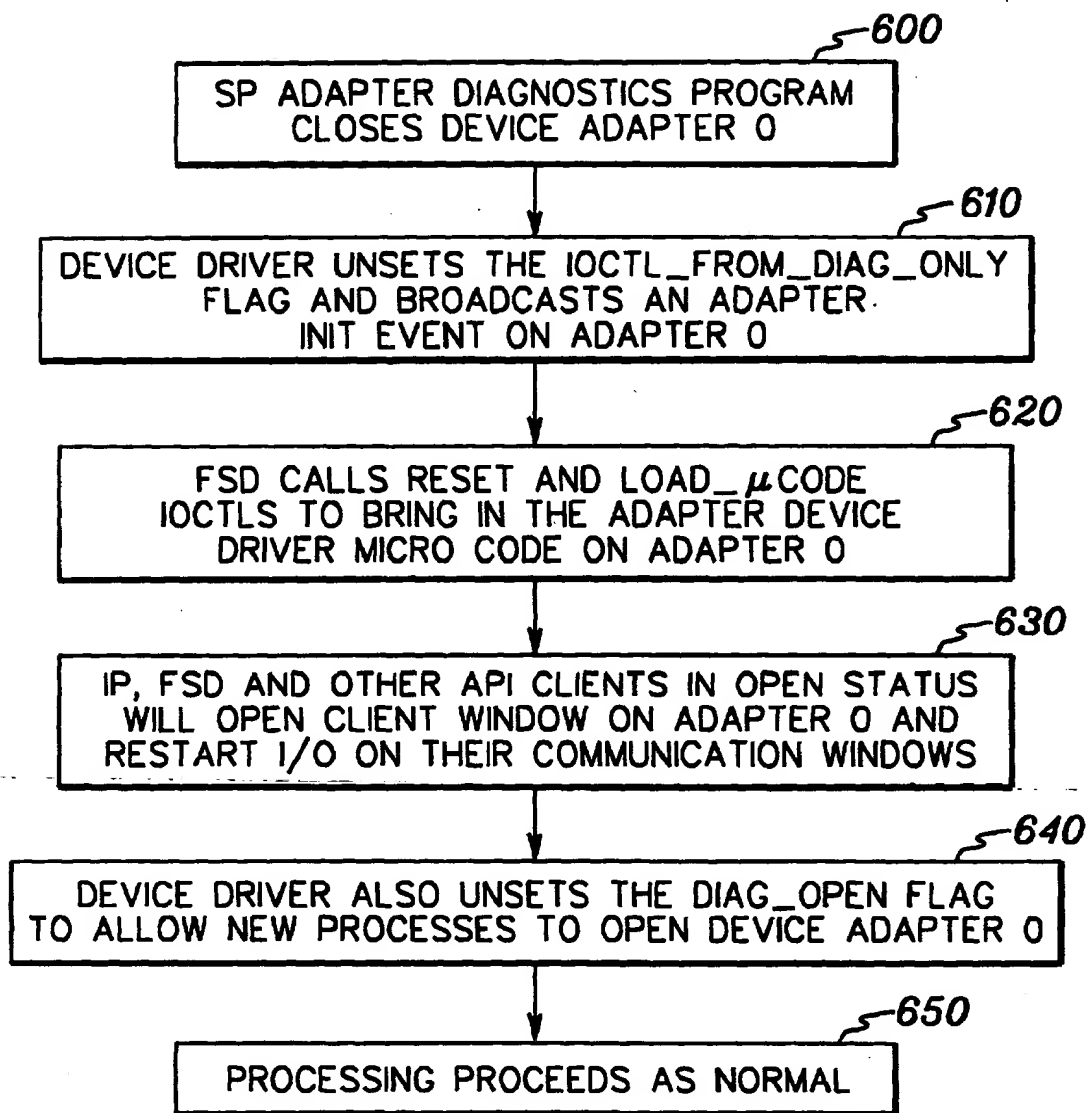 600
SP ADAPTER DIAGNOSTICS PROGRAM
CLOSES DEVICE ADAPTER 0
610
DEVICE DRIVER UNSETS THE IOCTL_FROM_DIAG_ONLY
FLAG AND BROADCASTS AN ADAPTER
INIT EVENT ON ADAPTER 0
620
FSD CALLS RESET AND LOAD_μCODE
IOCTLS TO BRING IN THE ADAPTER DEVICE
DRIVER MICRO CODE ON ADAPTER 0
630
IP, FSD AND OTHER API CLIENTS IN OPEN STATUS
WILL OPEN CLIENT WINDOW ON ADAPTER 0 AND
RESTART I/O ON THEIR COMMUNICATION WINDOWS
640
DEVICE DRIVER ALSO UNSETS THE DIAG_OPEN FLAG
TO ALLOW NEW PROCESSES TO OPEN DEVICE ADAPTER 0
650
PROCESSING PROCEEDS AS NORMAL